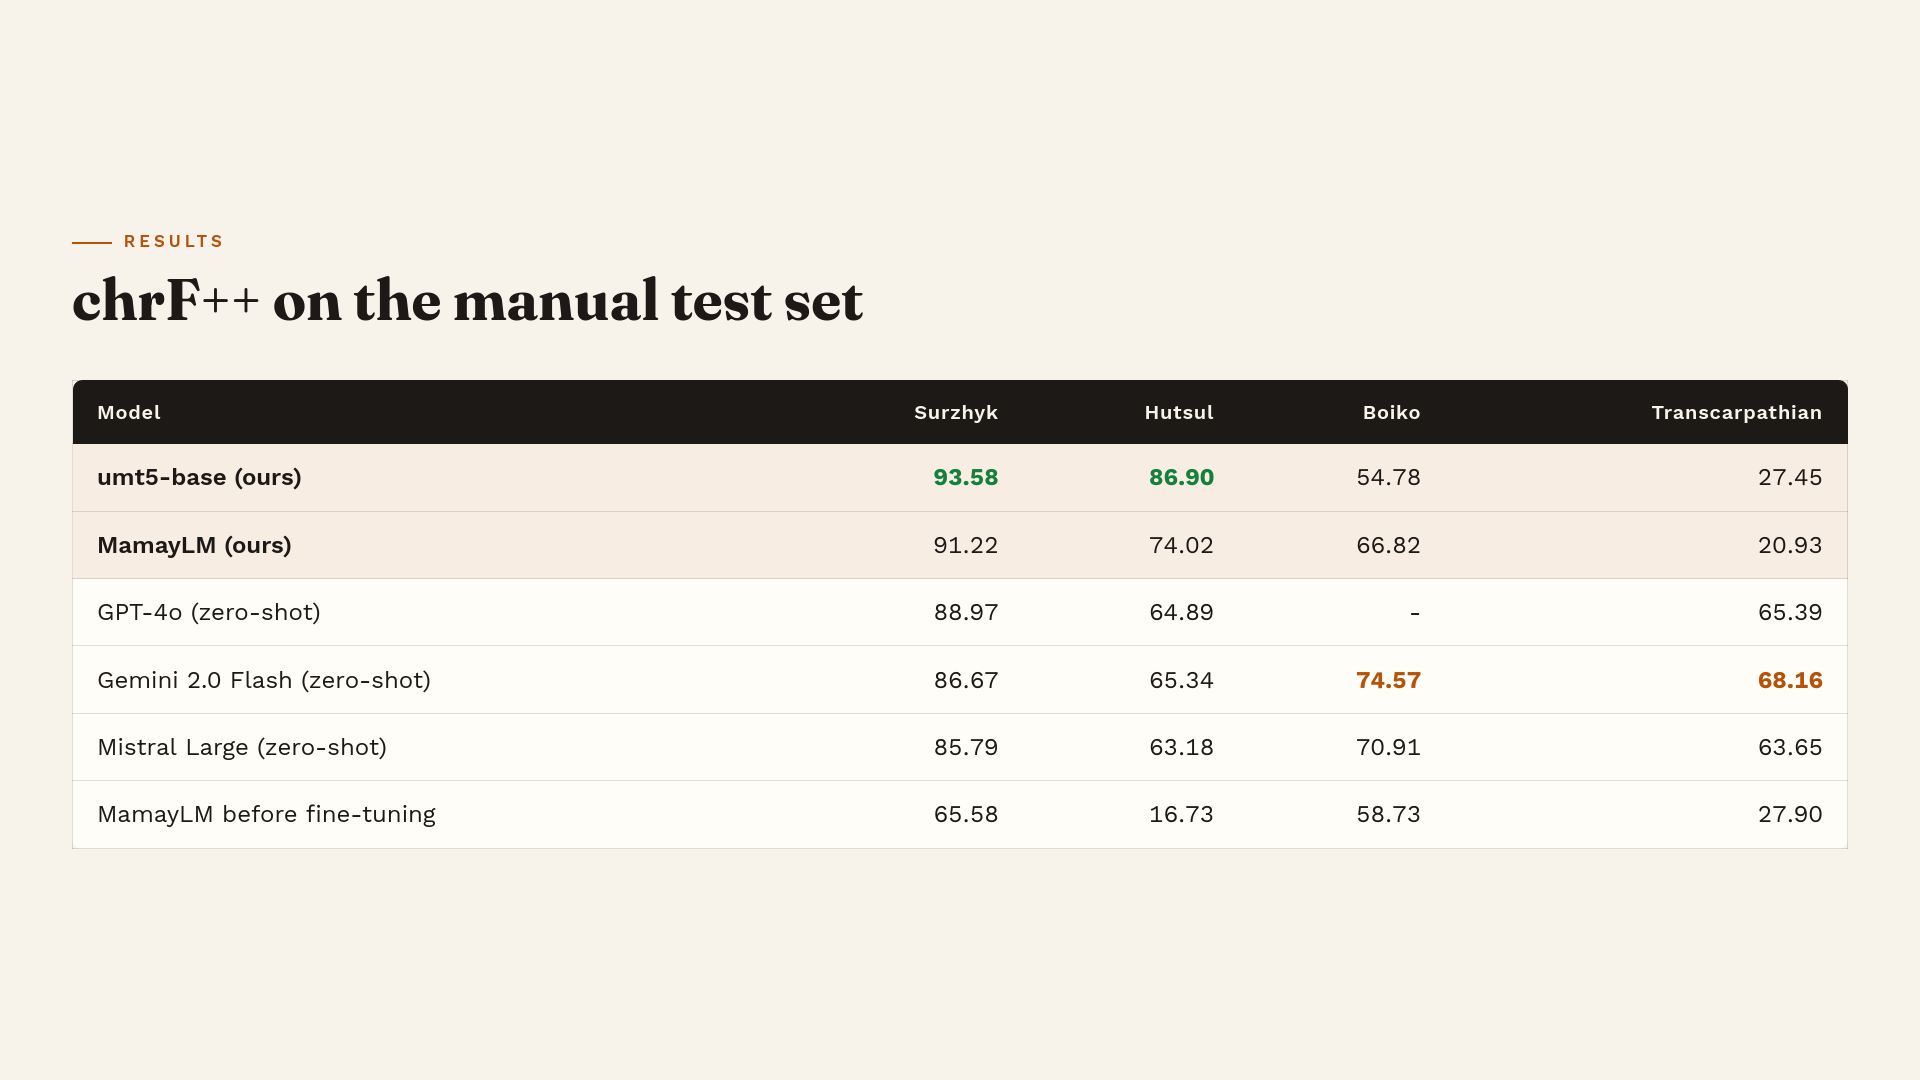 RESULTS
chrF++ on the manual test set
Model Surzhyk Hutsul Boiko Transcarpathian
umt5-base (ours) 93.58 86.90 54.78 27.45
MamayLM (ours) 91.22 74.02 66.82 20.93
GPT-4o (zero-shot) 88.97 64.89 - 65.39
Gemini 2.0 Flash (zero-shot) 86.67 65.34 74.57 68.16
Mistral Large (zero-shot) 85.79 63.18 70.91 63.65
MamayLM before fine-tuning 65.58 16.73 58.73 27.90